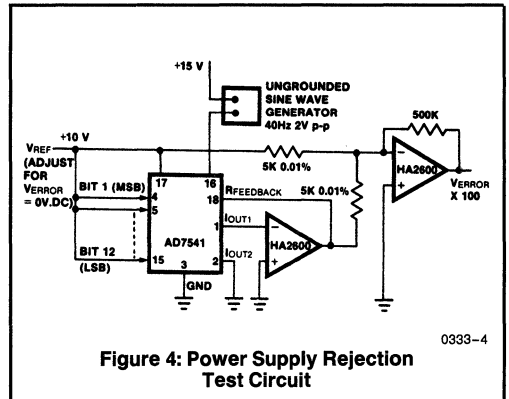 +15 V
UNGROUNDED
SINE WAVE
GENERATOR
40Hz 2V p-p
500K
VREF
+10 V
(ADJUST
FOR
VERROR
= 0V.DC)
5K 0.01%
HA2600
VERROR
X 100
17
16
BIT 1 (MSB)
4
5
RFEEDBACK
18
5K 0.01%
IOUT1
1
AD7541
HA2600
BIT 12
(LSB)
15
IOUT2
2
3
GND
-
+
-
+
0333–4
Figure 4: Power Supply Rejection
Test Circuit